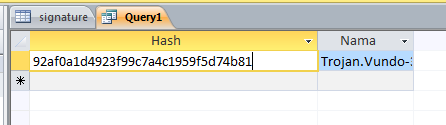 signature Query1
Hash Nama
92af0a1d4923f99c7a4c1959f5d74b81 Trojan.Vundo-